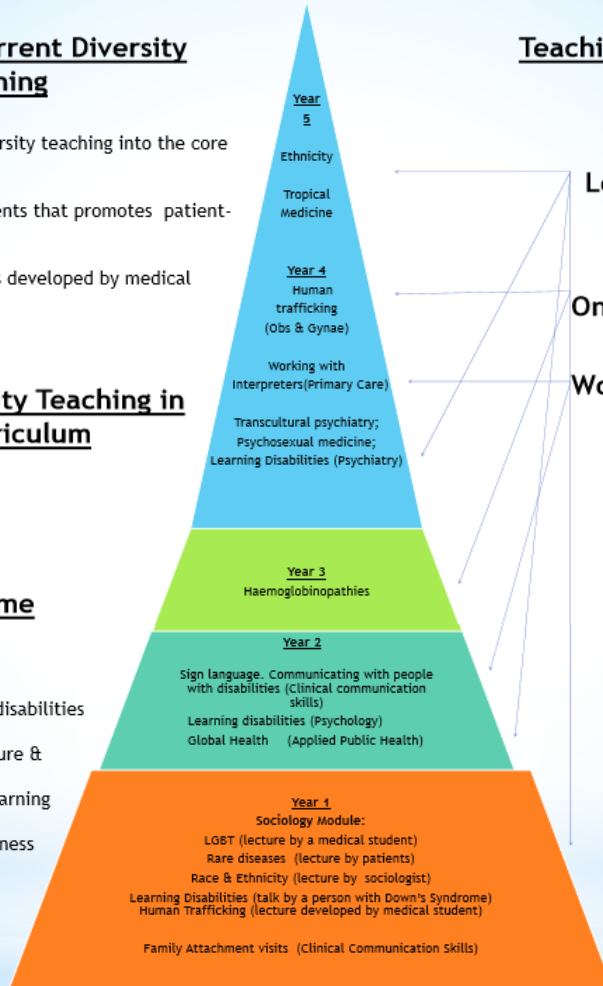 rrent Diversity
ning
rsity teaching into the core
ents that promotes patient-
s developed by medical
ity Teaching in
riculum
me
disabilities
ure &
arning
ness
Year
5
Ethnicity
Tropical
Medicine
Year 4
Human
trafficking
(Obs & Gynae)
Working with
Interpreters(Primary Care)
Transcultural psychiatry;
Psychosexual medicine;
Learning Disabilities (Psychiatry)
Year 3
Haemoglobinopathies
Year 2
Sign language. Communicating with people
with disabilities (Clinical communication
skills)
Learning disabilities (Psychology)
Global Health (Applied Public Health)
Year 1
Sociology Module:
LGBT (lecture by a medical student)
Rare diseases (lecture by patients)
Race & Ethnicity (lecture by sociologist)
Learning Disabilities (talk by a person with Down's Syndrome)
Human Trafficking (lecture developed by medical student)
Family Attachment visits (Clinical Communication Skills)
Teachi
Le
On
Wo